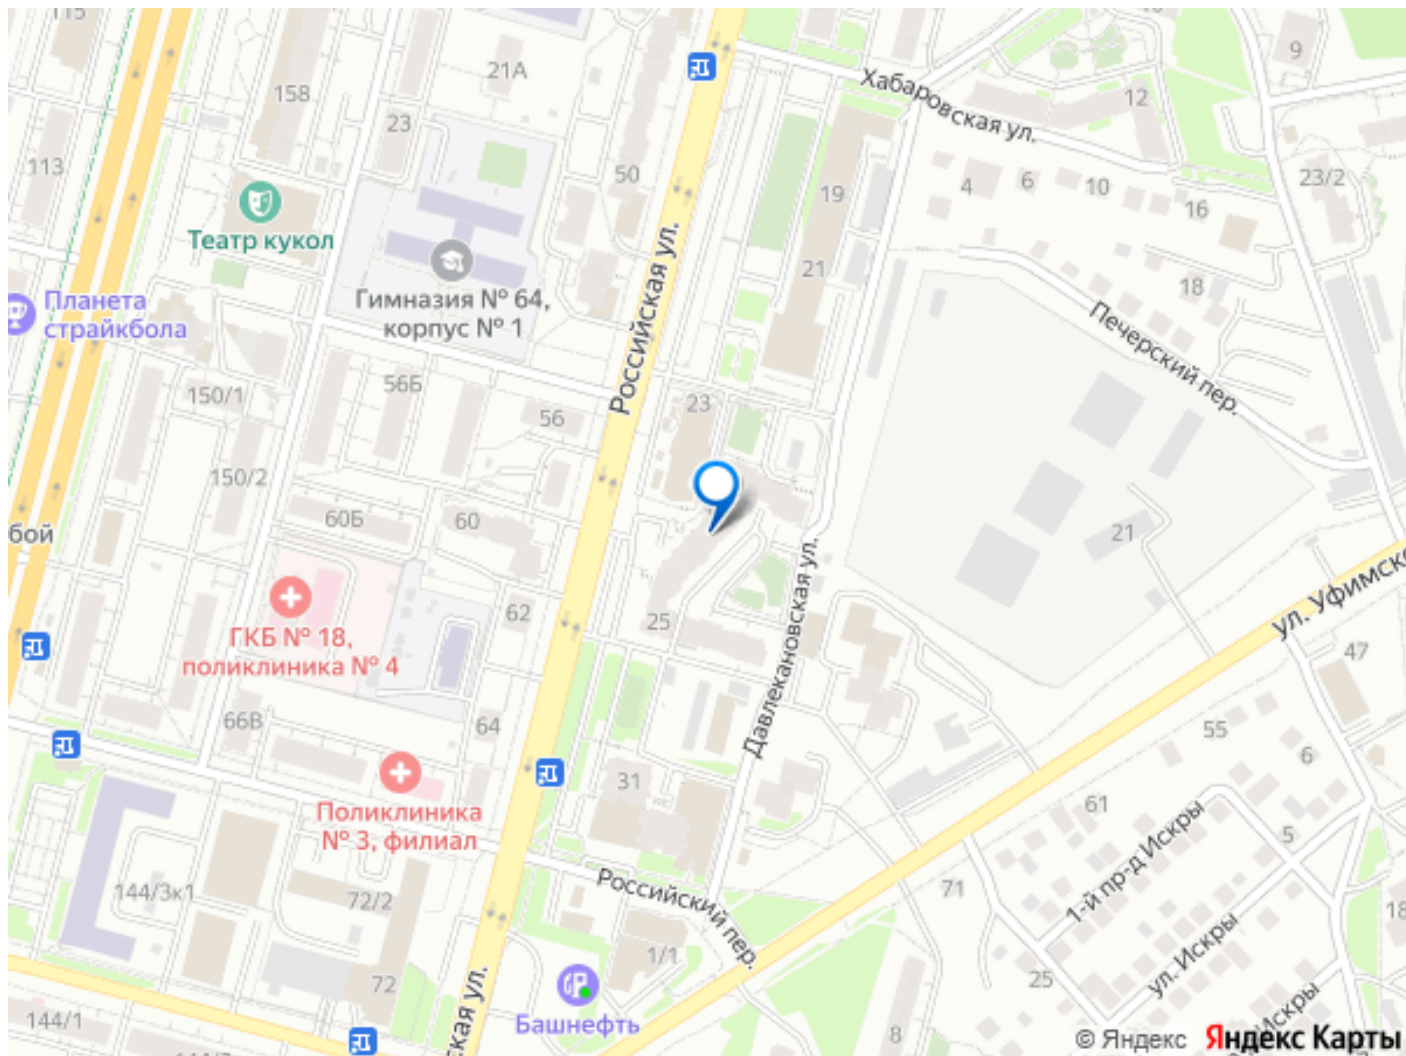 115
158
21А
23
113
50
Театр кукол
Гимназия № 64,
корпус № 1
Планета
страйкбола
Российская ул.
Хабаровская ул.
12
9
19
4
6
10
16
23/2
21
18
Печерский пер.
150/1
56Б
56
23
150/2
60Б
60
бой
21
ул. Уфимско
ГКБ № 18,
поликлиника № 4
62
25
Давлекановская ул.
47
66В
64
55
6
31
61
5
Поликлиника
№ 3, филиал
1-й пр-д Искры
144/3к1
72/2
Российский пер.
71
18
ул. Искры
1/1
25
72
Башнефть
ская ул.
144/1
8
Искры
© Яндекс Яндекс Карты